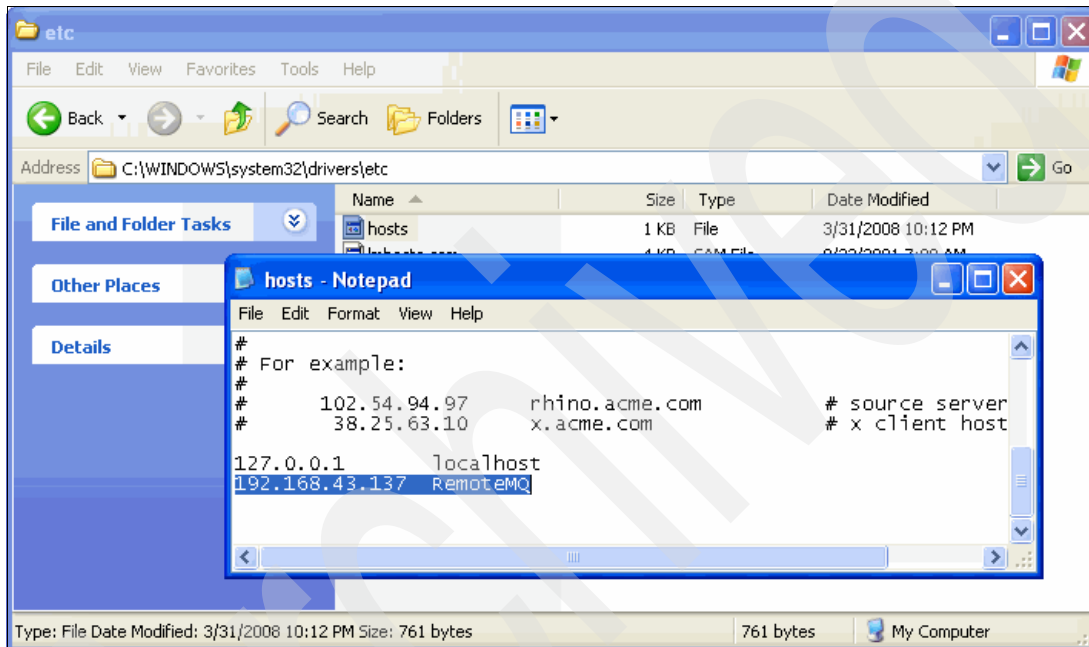 etc
File Edit View Favorites Tools Help
Back Search Folders
Address C:\WINDOWS\system32\drivers\etc Go
Name Size Type Date Modified
File and Folder Tasks
hosts 1 KB File 3/31/2008 10:12 PM
Other Places
Details
hosts - Notepad
File Edit Format View Help
#
# For example:
#
# 102.54.94.97 rhino.acme.com # source server
# 38.25.63.10 x.acme.com # x client host
127.0.0.1 localhost
192.168.43.137 RemoteMQ
Type: File Date Modified: 3/31/2008 10:12 PM Size: 761 bytes 761 bytes My Computer